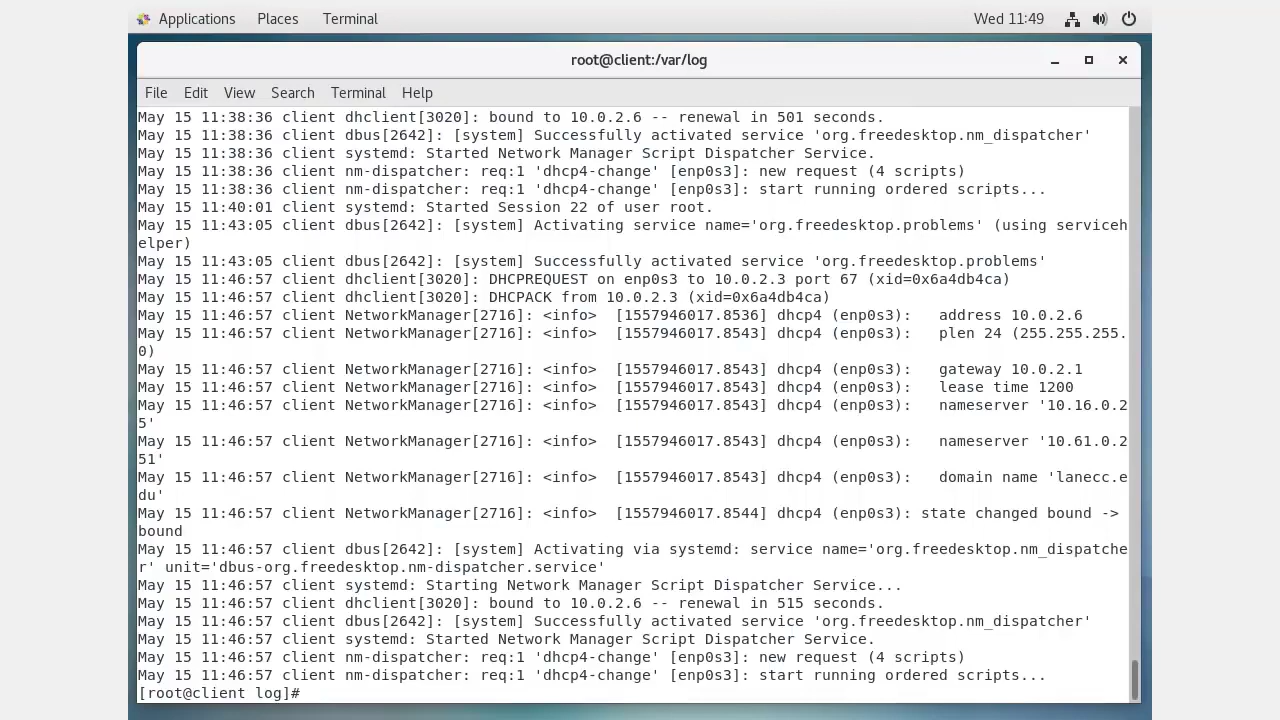 Applications Places Terminal Wed 11:49
root@client:/var/log
File Edit View Search Terminal Help
May 15 11:38:36 client dhclient[3020]: bound to 10.0.2.6 -- renewal in 501 seconds.
May 15 11:38:36 client dbus[2642]: [system] Successfully activated service 'org.freedesktop.nm_dispatcher'
May 15 11:38:36 client systemd: Started Network Manager Script Dispatcher Service.
May 15 11:38:36 client nm-dispatcher: req:1 'dhcp4-change' [enp0s3]: new request (4 scripts)
May 15 11:38:36 client nm-dispatcher: req:1 'dhcp4-change' [enp0s3]: start running ordered scripts...
May 15 11:40:01 client systemd: Started Session 22 of user root.
May 15 11:43:05 client dbus[2642]: [system] Activating service name='org.freedesktop.problems' (using serviceh
elper)
May 15 11:43:05 client dbus[2642]: [system] Successfully activated service 'org.freedesktop.problems'
May 15 11:46:57 client dhclient[3020]: DHCPREQUEST on enp0s3 to 10.0.2.3 port 67 (xid=0x6a4db4ca)
May 15 11:46:57 client dhclient[3020]: DHCPACK from 10.0.2.3 (xid=0x6a4db4ca)
May 15 11:46:57 client NetworkManager[2716]: <info>  [1557946017.8536] dhcp4 (enp0s3):   address 10.0.2.6
May 15 11:46:57 client NetworkManager[2716]: <info>  [1557946017.8543] dhcp4 (enp0s3):   plen 24 (255.255.255.
0)
May 15 11:46:57 client NetworkManager[2716]: <info>  [1557946017.8543] dhcp4 (enp0s3):   gateway 10.0.2.1
May 15 11:46:57 client NetworkManager[2716]: <info>  [1557946017.8543] dhcp4 (enp0s3):   lease time 1200
May 15 11:46:57 client NetworkManager[2716]: <info>  [1557946017.8543] dhcp4 (enp0s3):   nameserver '10.16.0.2
5'
May 15 11:46:57 client NetworkManager[2716]: <info>  [1557946017.8543] dhcp4 (enp0s3):   nameserver '10.61.0.2
51'
May 15 11:46:57 client NetworkManager[2716]: <info>  [1557946017.8543] dhcp4 (enp0s3):   domain name 'lanecc.e
du'
May 15 11:46:57 client NetworkManager[2716]: <info>  [1557946017.8544] dhcp4 (enp0s3): state changed bound ->
bound
May 15 11:46:57 client dbus[2642]: [system] Activating via systemd: service name='org.freedesktop.nm_dispatche
r' unit='dbus-org.freedesktop.nm-dispatcher.service'
May 15 11:46:57 client systemd: Starting Network Manager Script Dispatcher Service...
May 15 11:46:57 client dhclient[3020]: bound to 10.0.2.6 -- renewal in 515 seconds.
May 15 11:46:57 client dbus[2642]: [system] Successfully activated service 'org.freedesktop.nm_dispatcher'
May 15 11:46:57 client systemd: Started Network Manager Script Dispatcher Service.
May 15 11:46:57 client nm-dispatcher: req:1 'dhcp4-change' [enp0s3]: new request (4 scripts)
May 15 11:46:57 client nm-dispatcher: req:1 'dhcp4-change' [enp0s3]: start running ordered scripts...
[root@client log]#